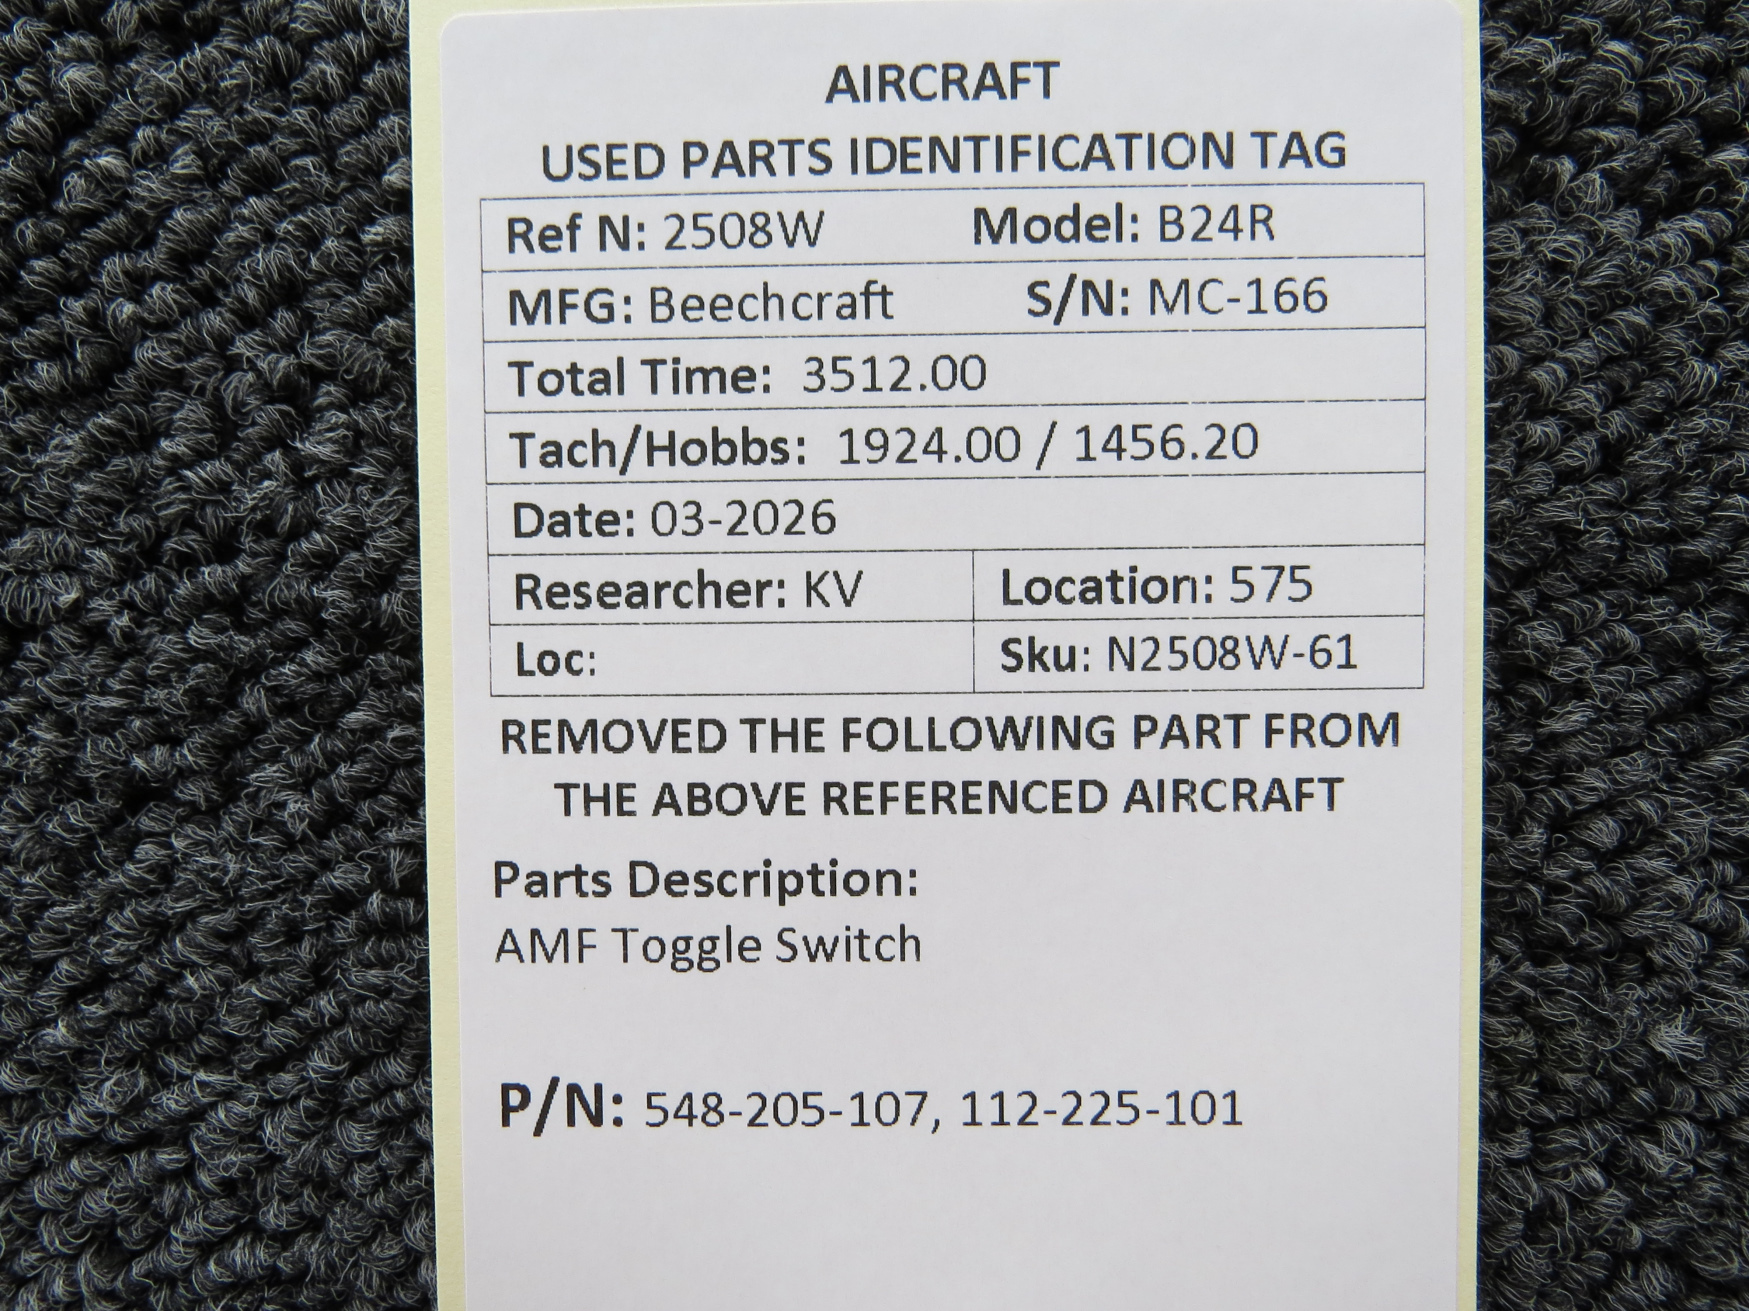 AIRCRAFT
USED PARTS IDENTIFICATION TAG
Ref N: 2508W Model: B24R
MFG: Beechcraft S/N: MC-166
Total Time: 3512.00
Tach/Hobbs: 1924.00 / 1456.20
Date: 03-2026
Researcher: KV Location: 575
Loc: Sku: N2508W-61
REMOVED THE FOLLOWING PART FROM
THE ABOVE REFERENCED AIRCRAFT
Parts Description:
AMF Toggle Switch
P/N: 548-205-107, 112-225-101